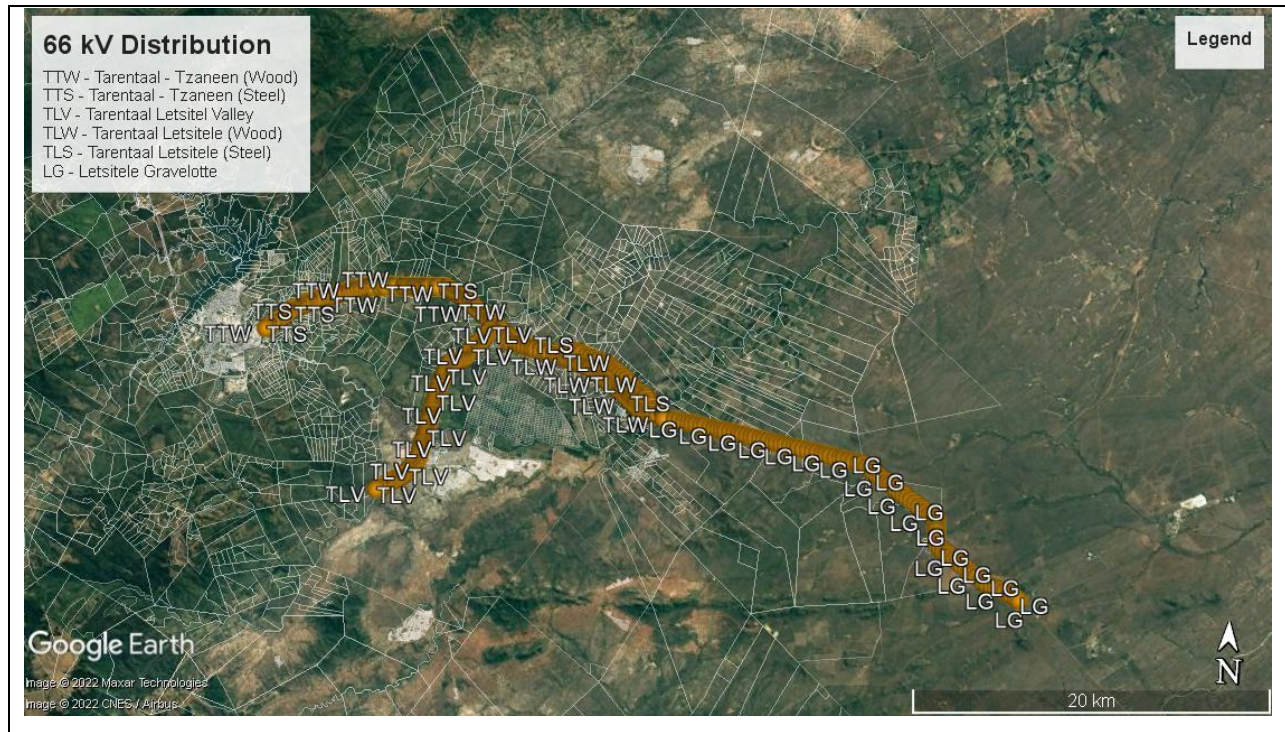 66 kV Distribution
Legend
TTW - Tarentaal - Tzaneen (Wood)
TTS - Tarentaal - Tzaneen (Steel)
TLV - Tarentaal Letsitel Valley
TLW - Tarentaal Letsitele (Wood)
TLS - Tarentaal Letsitele (Steel)
LG - Letsitele Gravelotte
TTW
TTW TTW TTS
TTW
TTS TTS TTW TTW
TTW TTS TLV TLV
TLS
TLV TLV TLW TLW
TLV TLV TLW TLW
TLV TLW TLS
TLV TLW LG
TLV LG LG
TLV LG LG LG LG LG
TLV TLV LG LG
TLV TLV
LG LG
LG
LG
LG
LG LG
LG LG
LG LG
LG
Google Earth
Image © 2022 Maxar Technologies
Image © 2022 CNES / Airbus
N
20 km